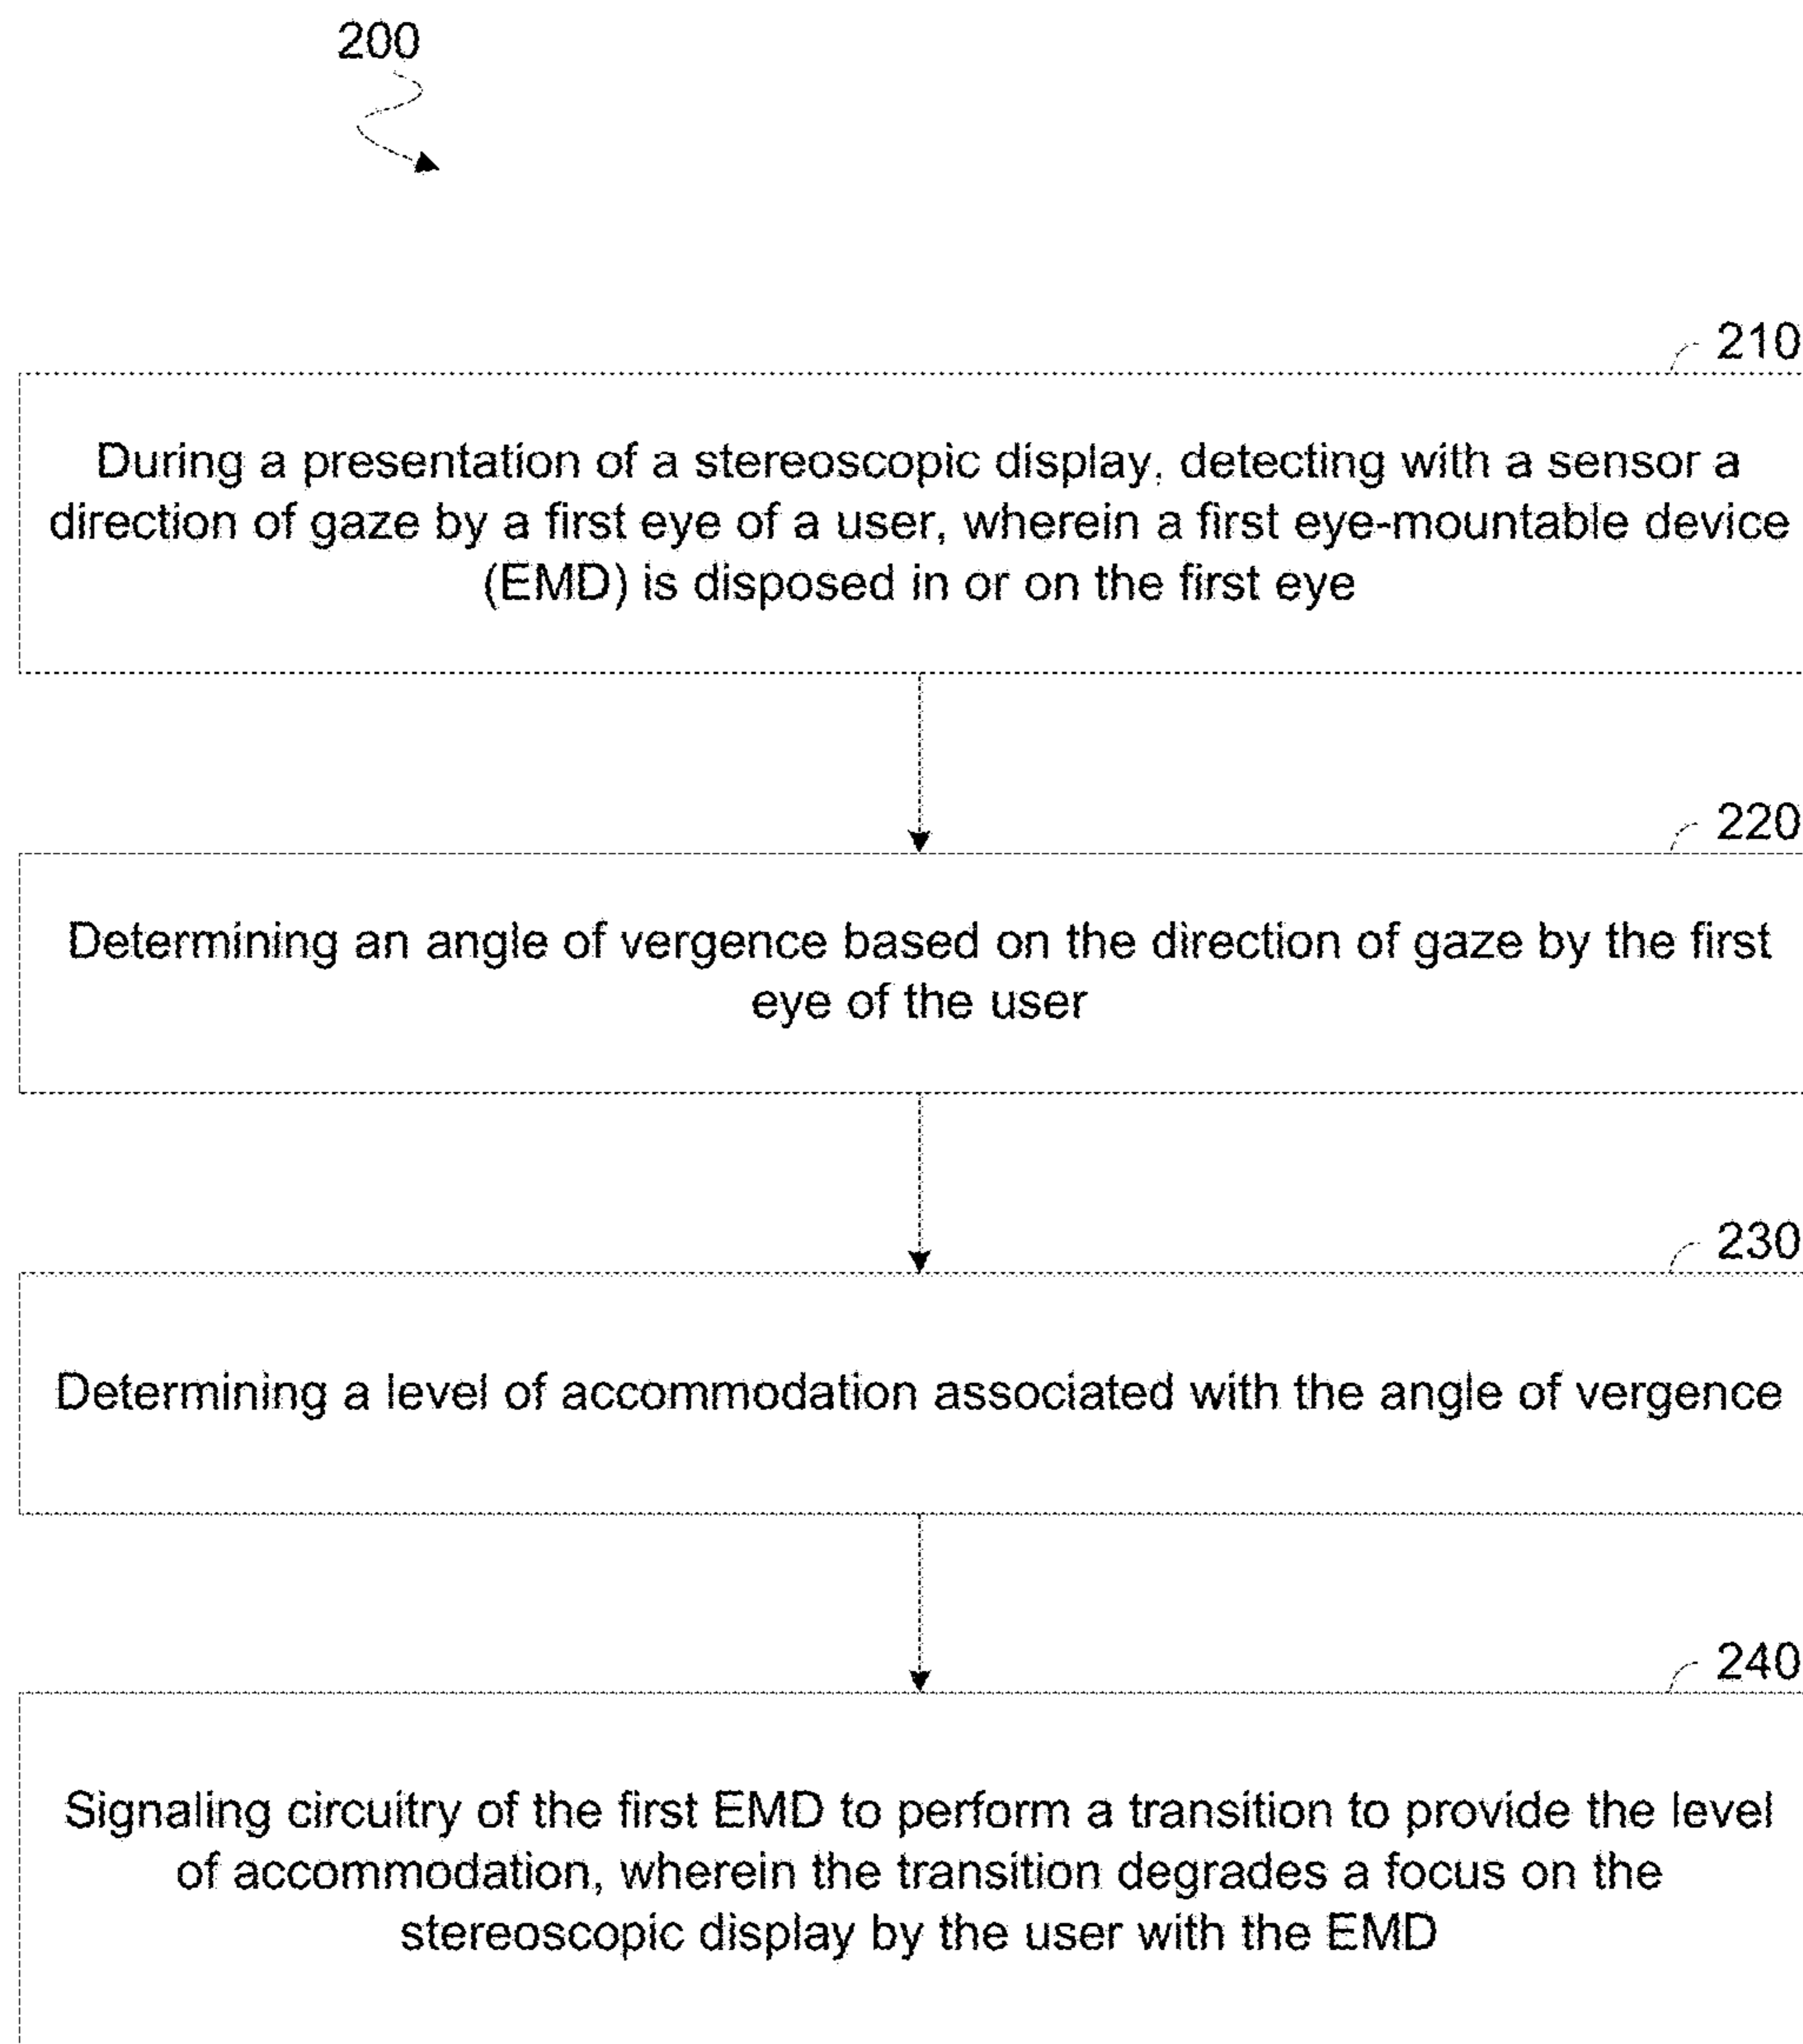 200
210
During a presentation of a stereoscopic display, detecting with a sensor a
direction of gaze by a first eye of a user, wherein a first eye-mountable device
(EMD) is disposed in or on the first eye
220
Determining an angle of vergence based on the direction of gaze by the first
eye of the user
230
Determining a level of accommodation associated with the angle of vergence
240
Signaling circuitry of the first EMD to perform a transition to provide the level
of accommodation, wherein the transition degrades a focus on the
stereoscopic display by the user with the EMD